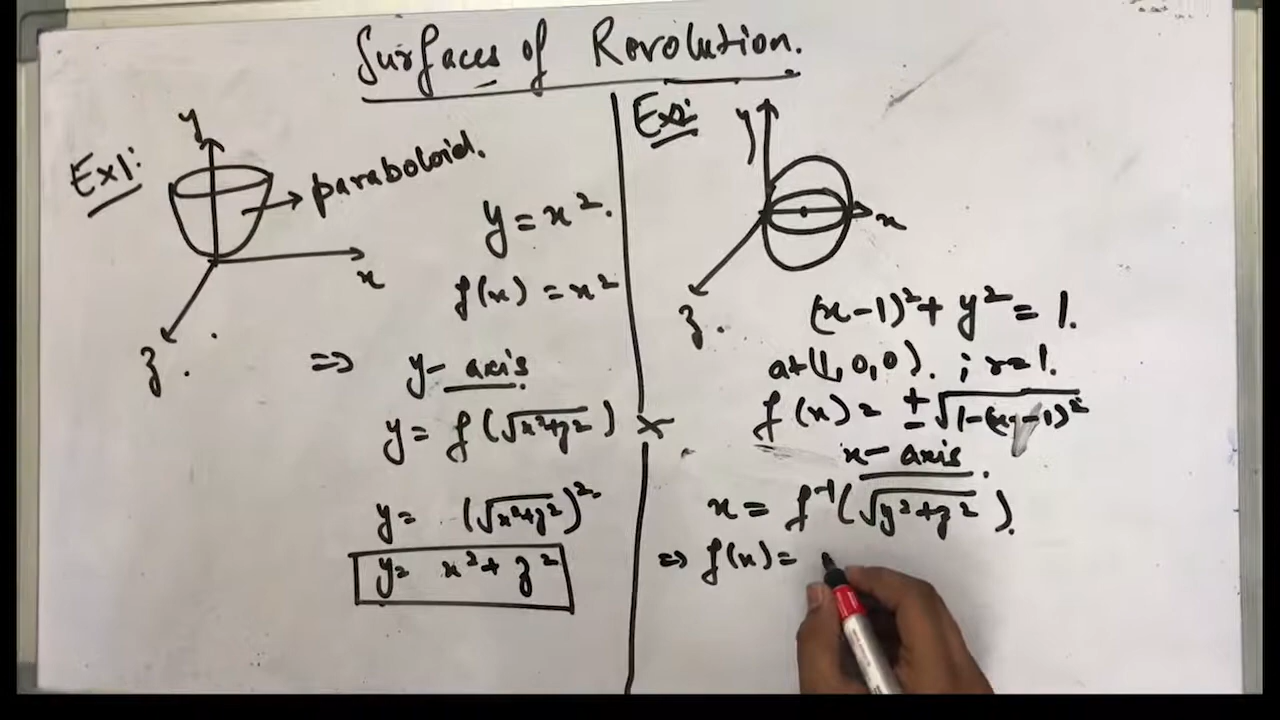 Surfaces of Revolution.
Ex1:
y
paraboloid.
x
z.
y = x².
f(x) = x²
⇒ y- axis
y = f(√x²+z²)
y = (√x²+z²)².
y = x² + z²
Ex2:
y
x
z.
(x-1)² + y² = 1.
at (1, 0, 0). ; r=1.
f(x) = ±√1-(x-1)²
x- axis.
x = f⁻¹(√y²+z²).
⇒ f(x) =